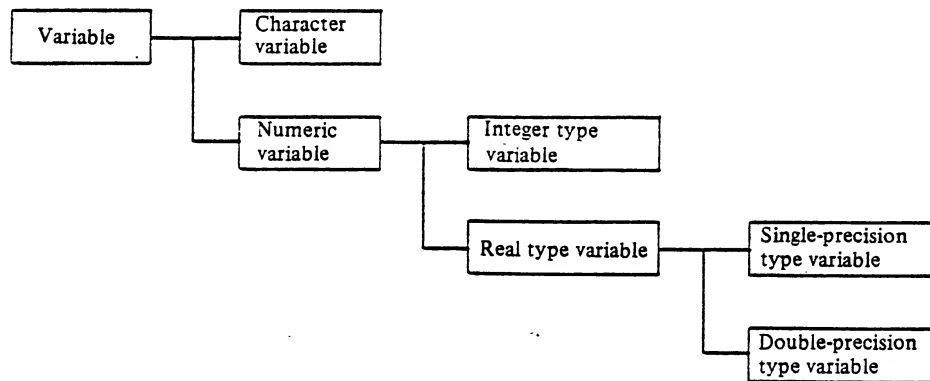 Variable
Character
variable
Numeric
variable
Integer type
variable
Real type variable
Single-precision
type variable
Double-precision
type variable